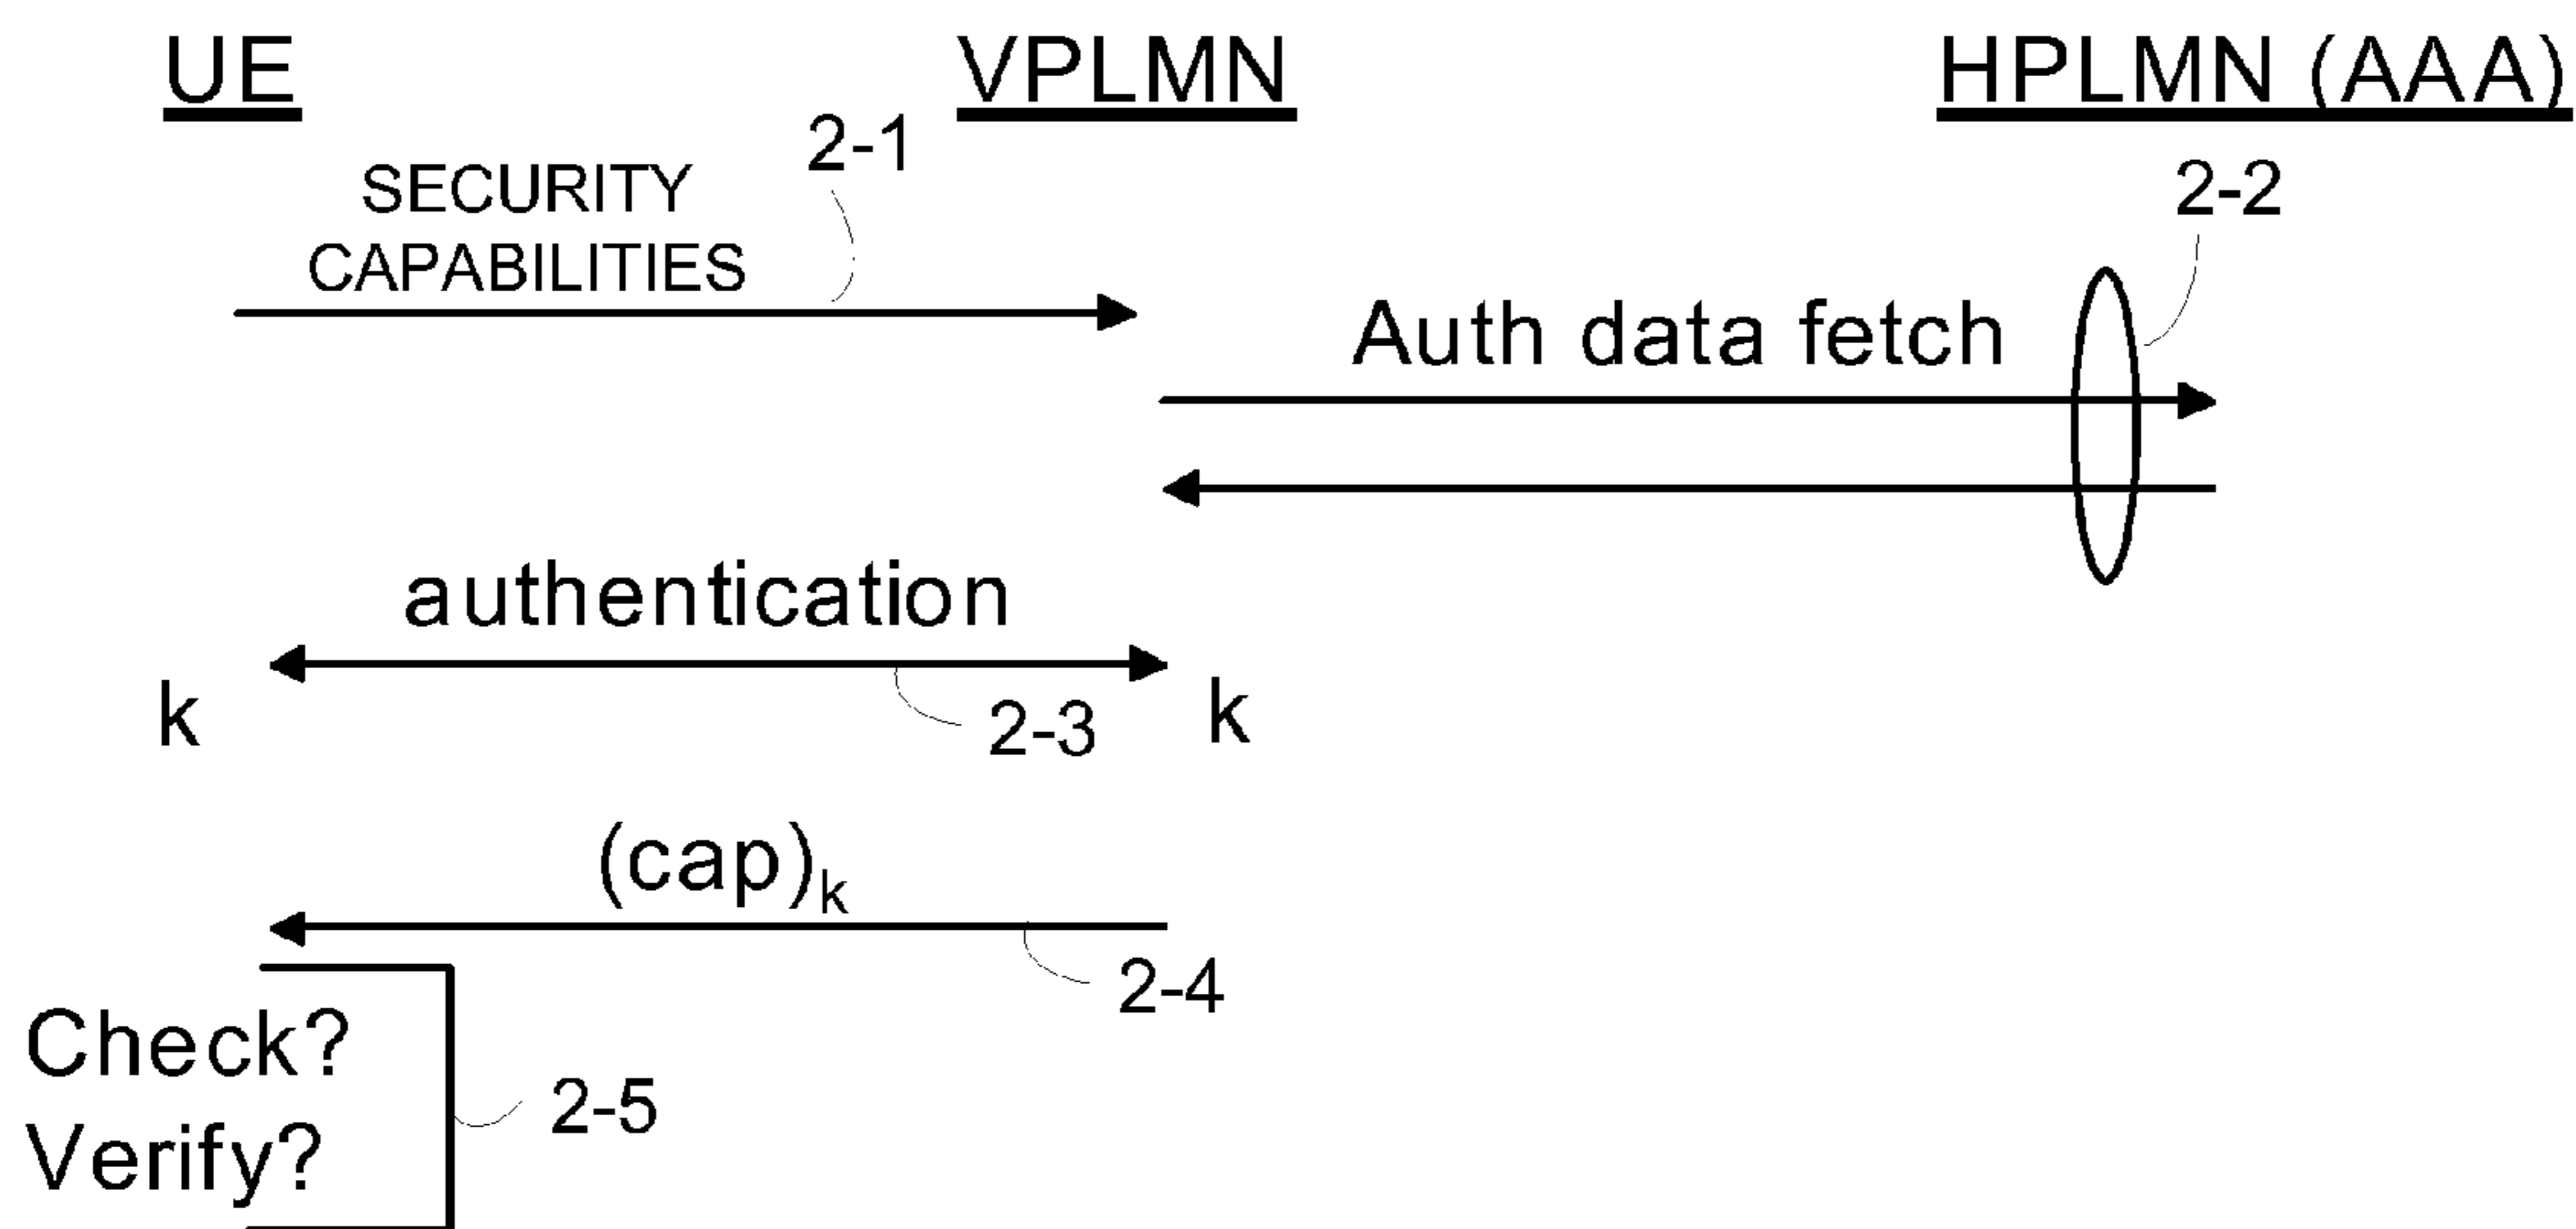 UE
VPLMN
HPLMN (AAA)
2-1
SECURITY
CAPABILITIES
2-2
Auth data fetch
authentication
k
2-3
k
(cap)k
2-4
Check?
Verify?
2-5